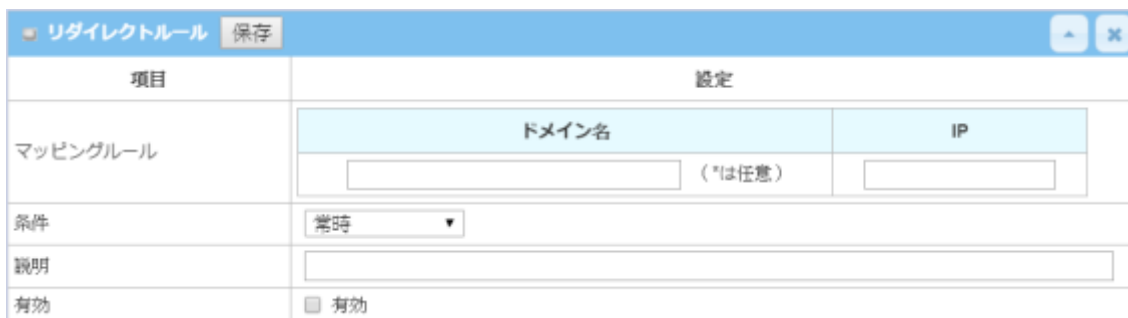 リダイレクトルール 保存
項目 設定
マッピングルール
ドメイン名 IP
(*は任意)
条件 常時
説明
有効 有効